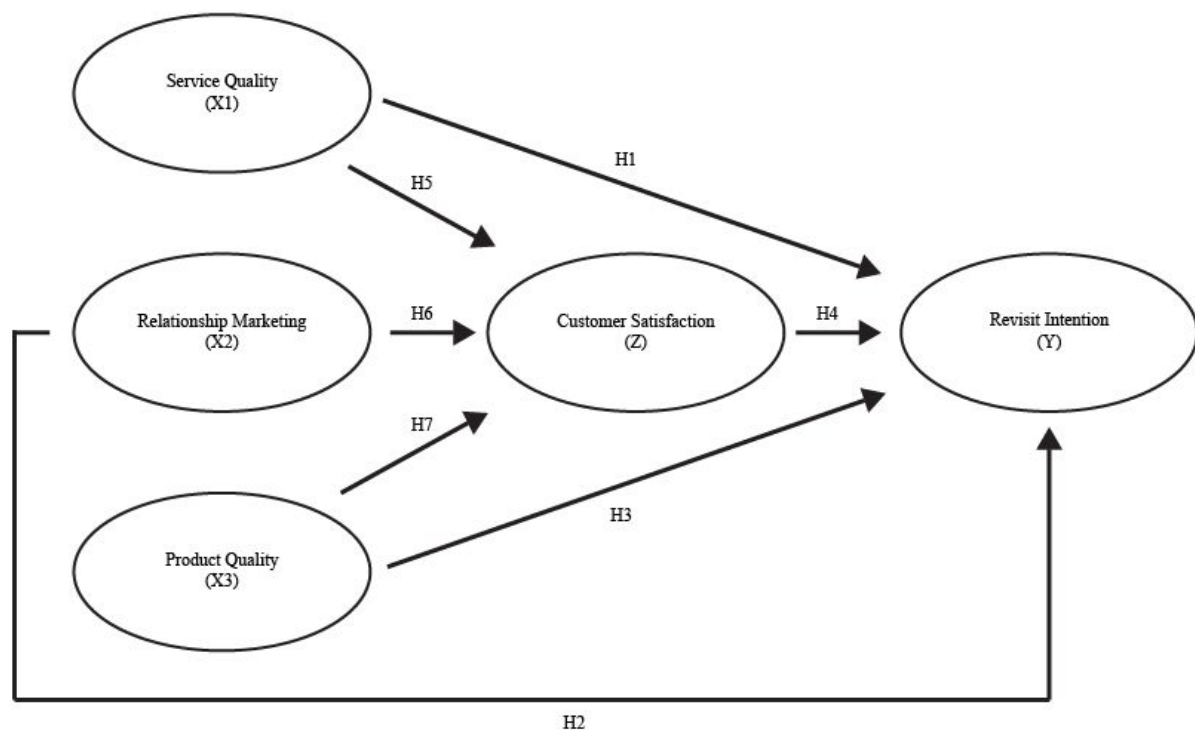 Service Quality
(X1)
H1
H5
Relationship Marketing
(X2)
H6
Customer Satisfaction
(Z)
H4
Revisit Intention
(Y)
H7
H3
Product Quality
(X3)
H2